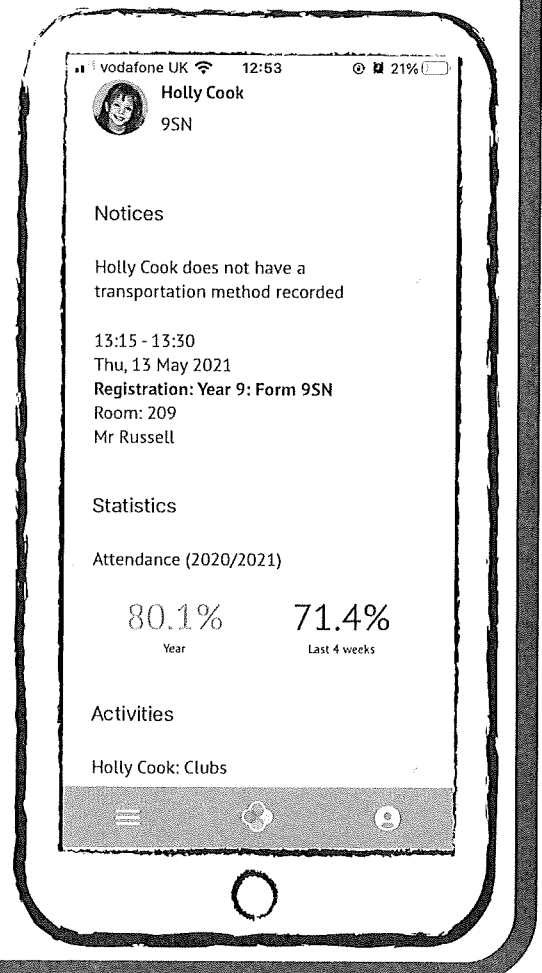 vodafone UK 12:53 21%
Holly Cook
9SN
Notices
Holly Cook does not have a
transportation method recorded
13:15 - 13:30
Thu, 13 May 2021
Registration: Year 9: Form 9SN
Room: 209
Mr Russell
Statistics
Attendance (2020/2021)
80.1% 71.4%
Year Last 4 weeks
Activities
Holly Cook: Clubs